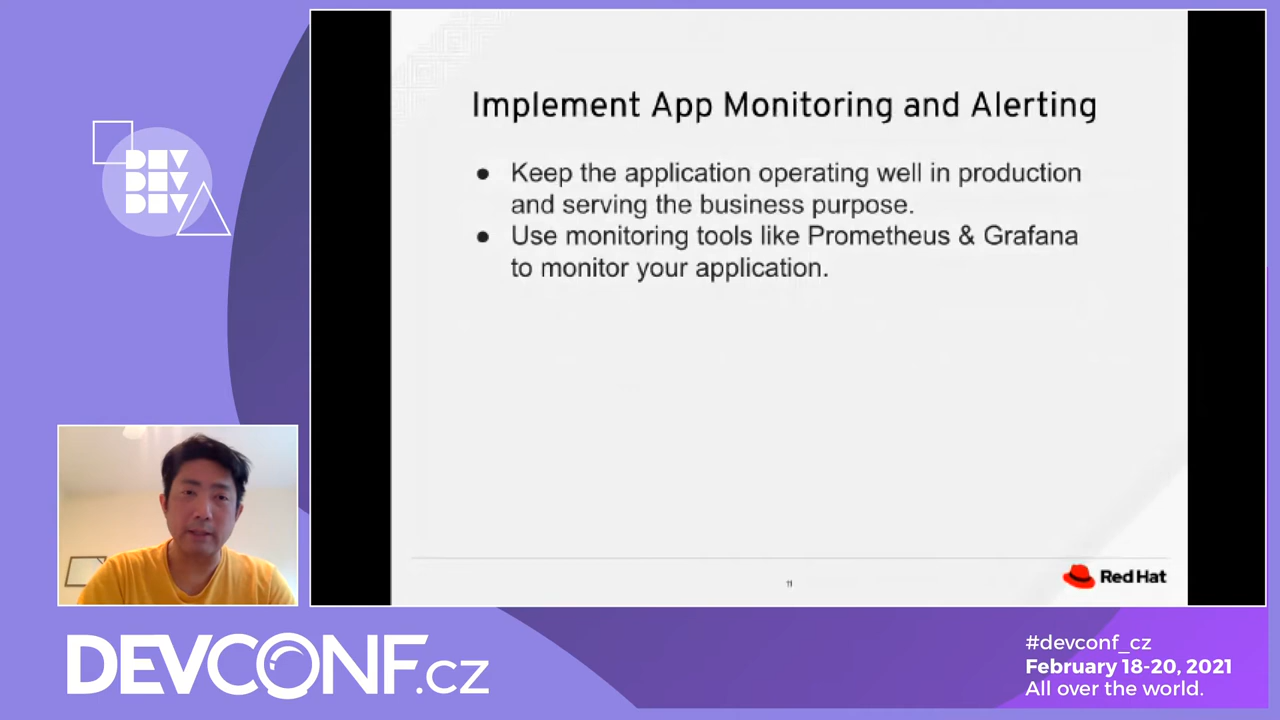 Implement App Monitoring and Alerting
● Keep the application operating well in production
and serving the business purpose.
● Use monitoring tools like Prometheus & Grafana
to monitor your application.
11
Red Hat
DEV
DEV
DEV
DEVCONF.cz
#devconf_cz
February 18-20, 2021
All over the world.